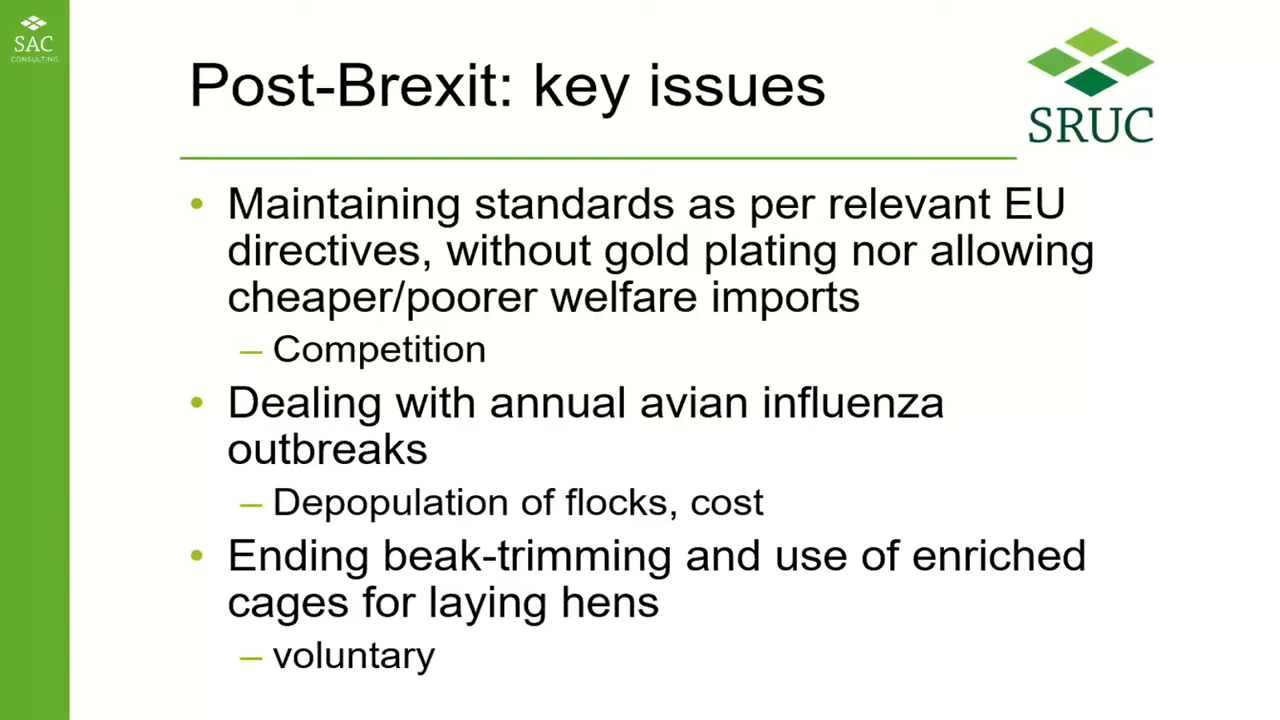 SAC
CONSULTING
Post-Brexit: key issues
SRUC
• Maintaining standards as per relevant EU
directives, without gold plating nor allowing
cheaper/poorer welfare imports
– Competition
• Dealing with annual avian influenza
outbreaks
– Depopulation of flocks, cost
• Ending beak-trimming and use of enriched
cages for laying hens
– voluntary